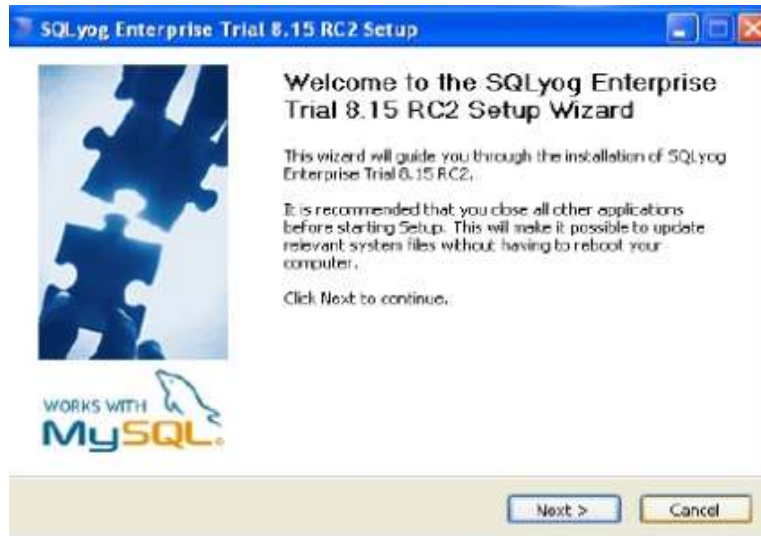 SQLyog Enterprise Trial 8.15 RC2 Setup
Welcome to the SQLyog Enterprise
Trial 8.15 RC2 Setup Wizard
This wizard will guide you through the installation of SQLyog
Enterprise Trial 8.15 RC2.
It is recommended that you close all other applications
before starting Setup. This will make it possible to update
relevant system files without having to reboot your
computer.
Click Next to continue.
WORKS WITH
MySQL.
Next >
Cancel